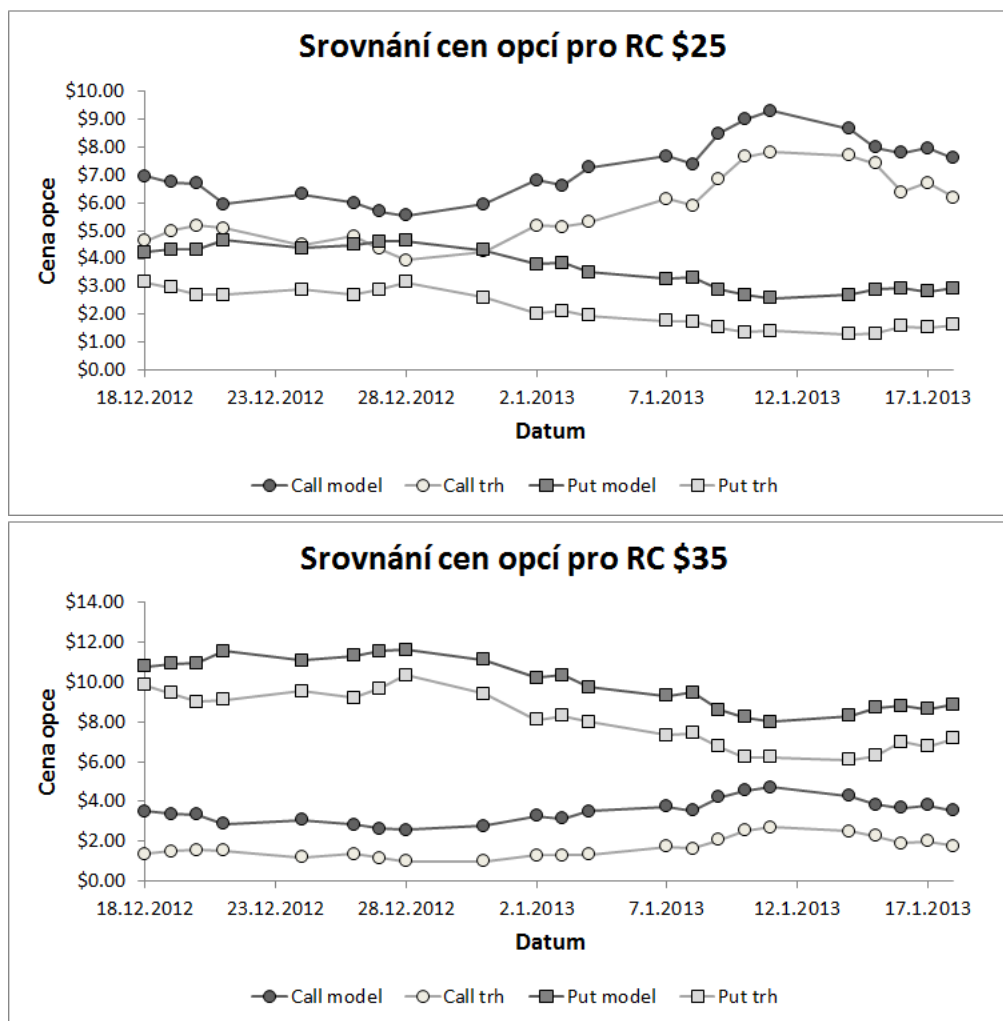 Srovnání cen opcí pro RC $25
$10.00
$9.00
$8.00
$7.00
$6.00
$5.00
$4.00
$3.00
$2.00
$1.00
$0.00
Cena opce
18.12.2012 23.12.2012 28.12.2012 2.1.2013 7.1.2013 12.1.2013 17.1.2013
Datum
Call model Call trh Put model Put trh
Srovnání cen opcí pro RC $35
$14.00
$12.00
$10.00
$8.00
$6.00
$4.00
$2.00
$0.00
Cena opce
18.12.2012 23.12.2012 28.12.2012 2.1.2013 7.1.2013 12.1.2013 17.1.2013
Datum
Call model Call trh Put model Put trh